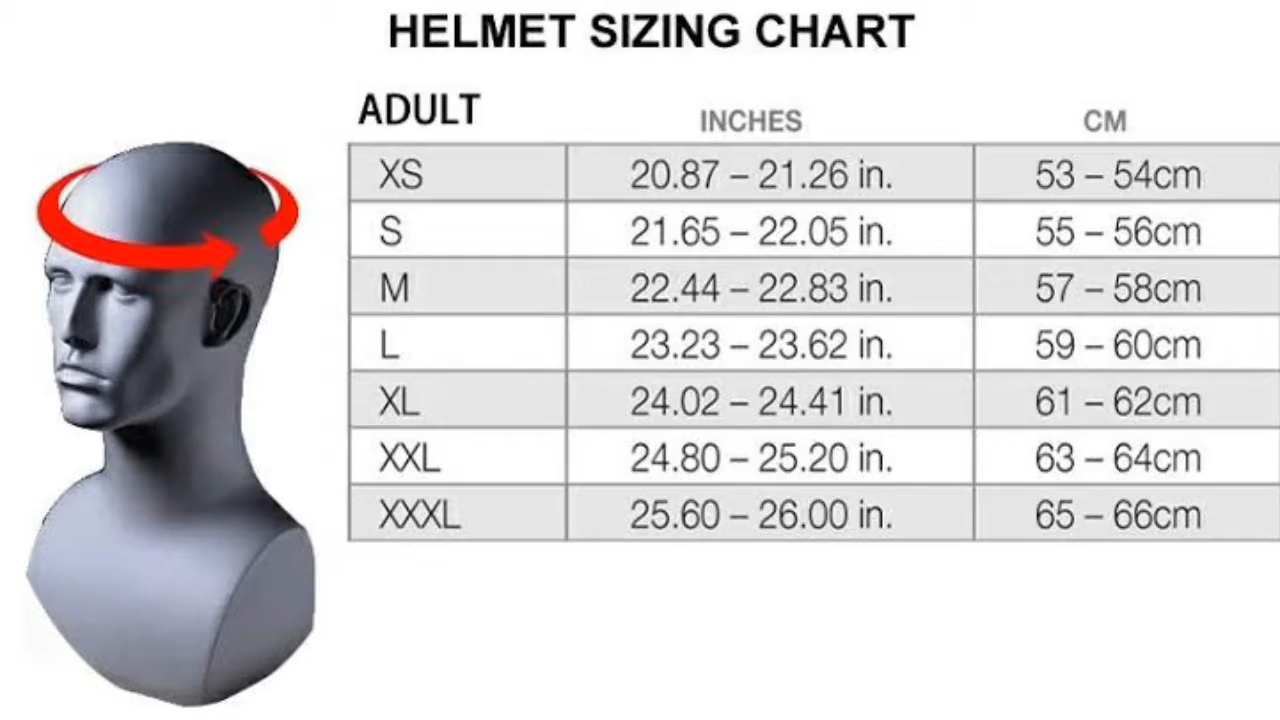 HELMET SIZING CHART
ADULT INCHES CM
XS 20.87 – 21.26 in. 53 – 54cm
S 21.65 – 22.05 in. 55 – 56cm
M 22.44 – 22.83 in. 57 – 58cm
L 23.23 – 23.62 in. 59 – 60cm
XL 24.02 – 24.41 in. 61 – 62cm
XXL 24.80 – 25.20 in. 63 – 64cm
XXXL 25.60 – 26.00 in. 65 – 66cm